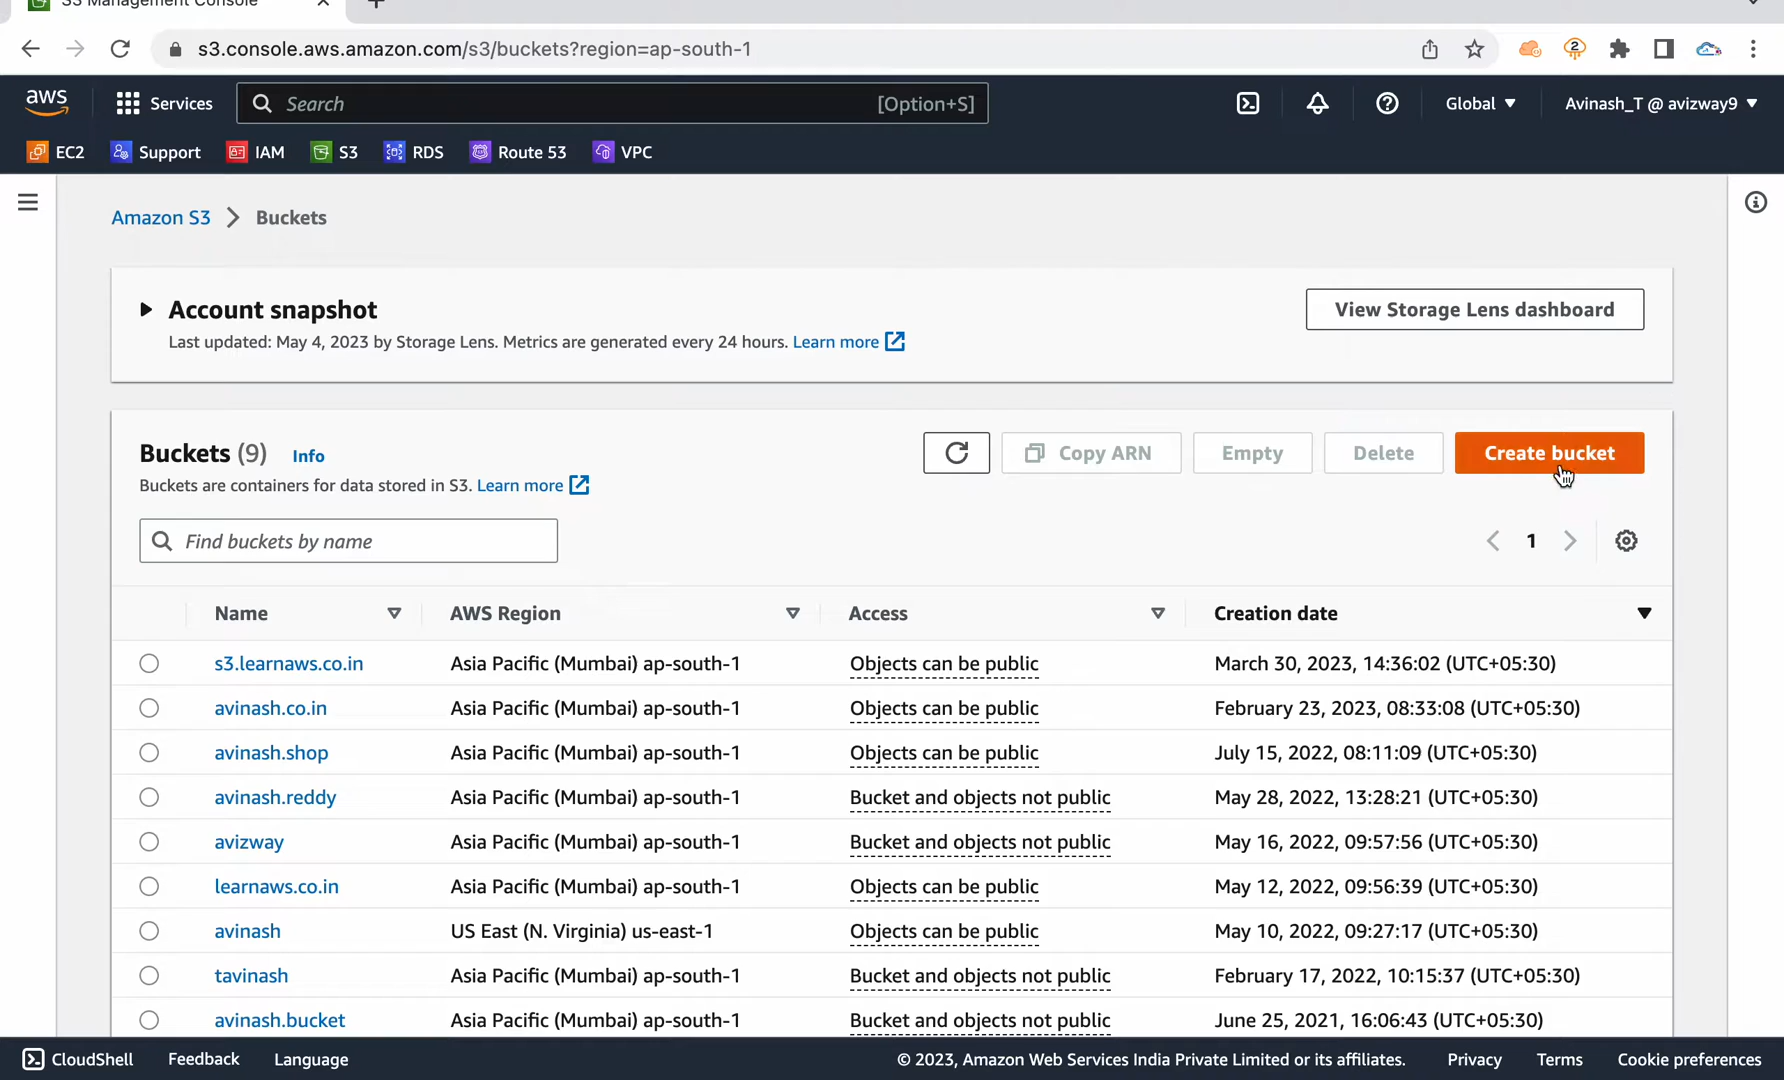 S3 Management Console
s3.console.aws.amazon.com/s3/buckets?region=ap-south-1
2
aws Services Search [Option+S] Global Avinash_T @ avizway9
EC2 Support IAM S3 RDS Route 53 VPC
Amazon S3 Buckets
Account snapshot View Storage Lens dashboard
Last updated: May 4, 2023 by Storage Lens. Metrics are generated every 24 hours. Learn more
Buckets (9) Info Copy ARN Empty Delete Create bucket
Buckets are containers for data stored in S3. Learn more
Find buckets by name 1
Name AWS Region Access Creation date
s3.learnaws.co.in Asia Pacific (Mumbai) ap-south-1 Objects can be public March 30, 2023, 14:36:02 (UTC+05:30)
avinash.co.in Asia Pacific (Mumbai) ap-south-1 Objects can be public February 23, 2023, 08:33:08 (UTC+05:30)
avinash.shop Asia Pacific (Mumbai) ap-south-1 Objects can be public July 15, 2022, 08:11:09 (UTC+05:30)
avinash.reddy Asia Pacific (Mumbai) ap-south-1 Bucket and objects not public May 28, 2022, 13:28:21 (UTC+05:30)
avizway Asia Pacific (Mumbai) ap-south-1 Bucket and objects not public May 16, 2022, 09:57:56 (UTC+05:30)
learnaws.co.in Asia Pacific (Mumbai) ap-south-1 Objects can be public May 12, 2022, 09:56:39 (UTC+05:30)
avinash US East (N. Virginia) us-east-1 Objects can be public May 10, 2022, 09:27:17 (UTC+05:30)
tavinash Asia Pacific (Mumbai) ap-south-1 Bucket and objects not public February 17, 2022, 10:15:37 (UTC+05:30)
avinash.bucket Asia Pacific (Mumbai) ap-south-1 Bucket and objects not public June 25, 2021, 16:06:43 (UTC+05:30)
CloudShell Feedback Language © 2023, Amazon Web Services India Private Limited or its affiliates. Privacy Terms Cookie preferences